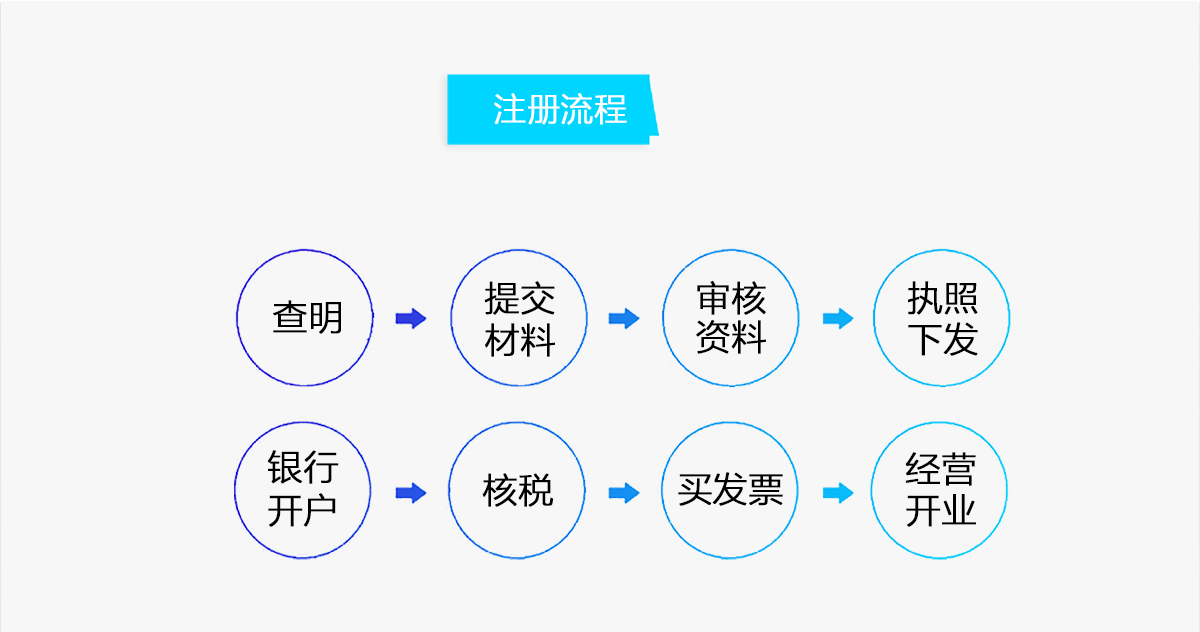 注册流程
查明
提交
材料
审核
资料
执照
下发
银行
开户
核税
买发票
经营
开业